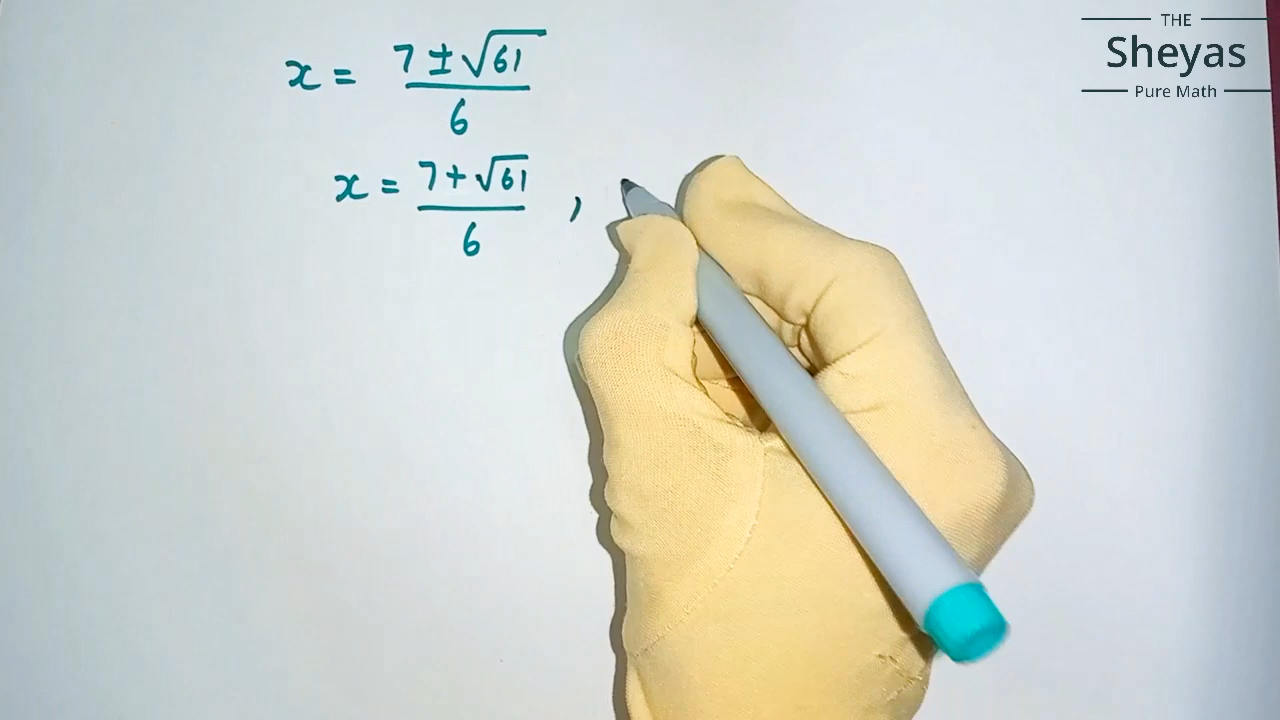 THE
Sheyas
Pure Math
x = 7 ± √61 / 6
x = 7 + √61 / 6 ,